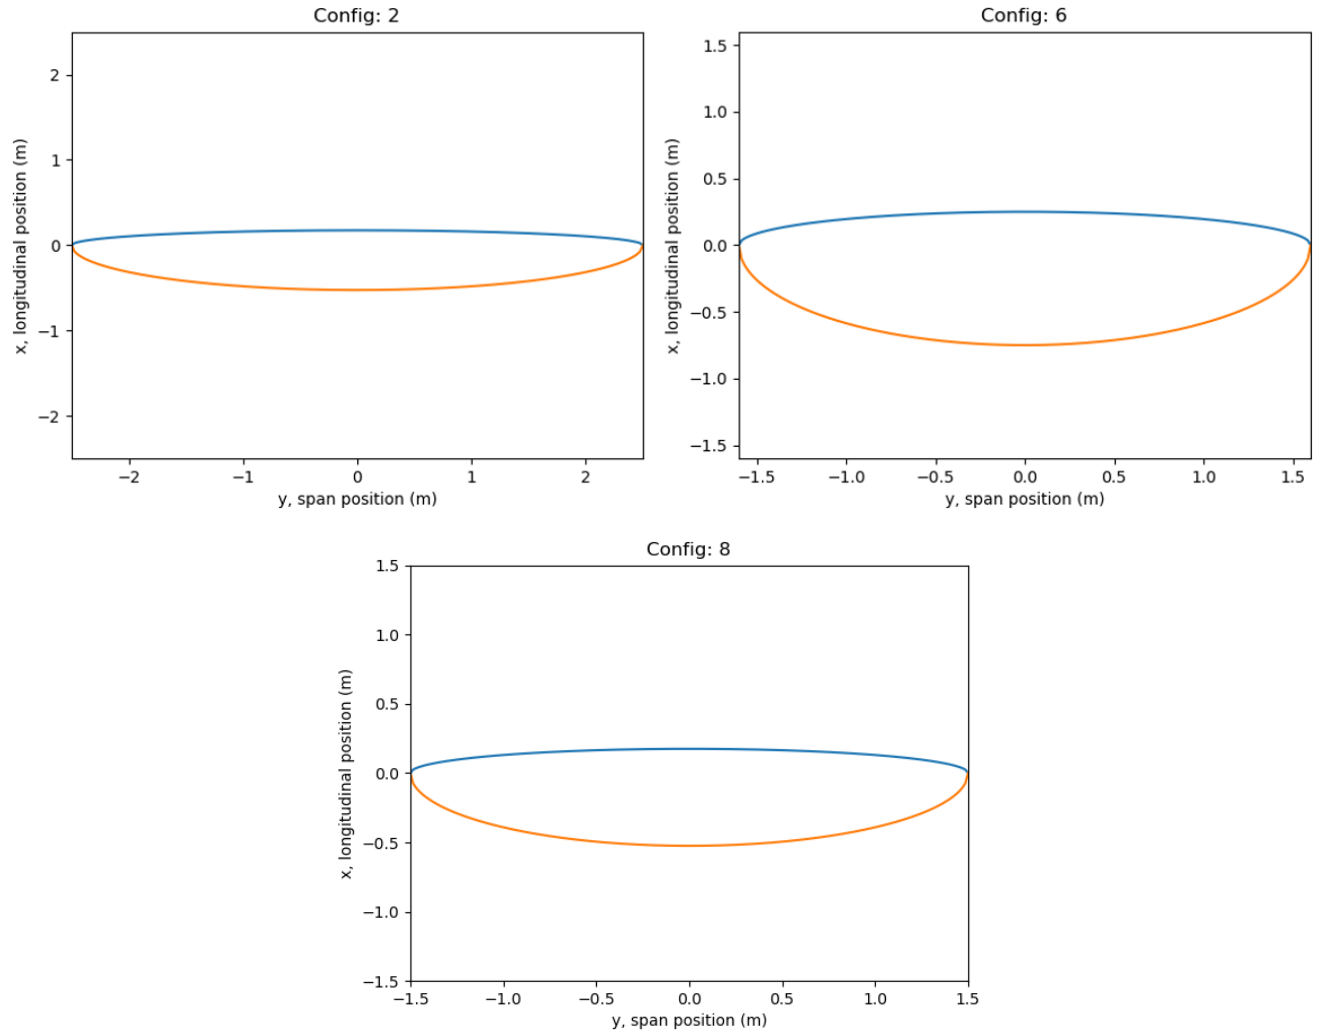 Config: 2
2
1
0
−1
−2
x, longitudinal position (m)
−2 −1 0 1 2
y, span position (m)
Config: 6
1.5
1.0
0.5
0.0
−0.5
−1.0
−1.5
x, longitudinal position (m)
−1.5 −1.0 −0.5 0.0 0.5 1.0 1.5
y, span position (m)
Config: 8
1.5
1.0
0.5
0.0
−0.5
−1.0
−1.5
x, longitudinal position (m)
−1.5 −1.0 −0.5 0.0 0.5 1.0 1.5
y, span position (m)